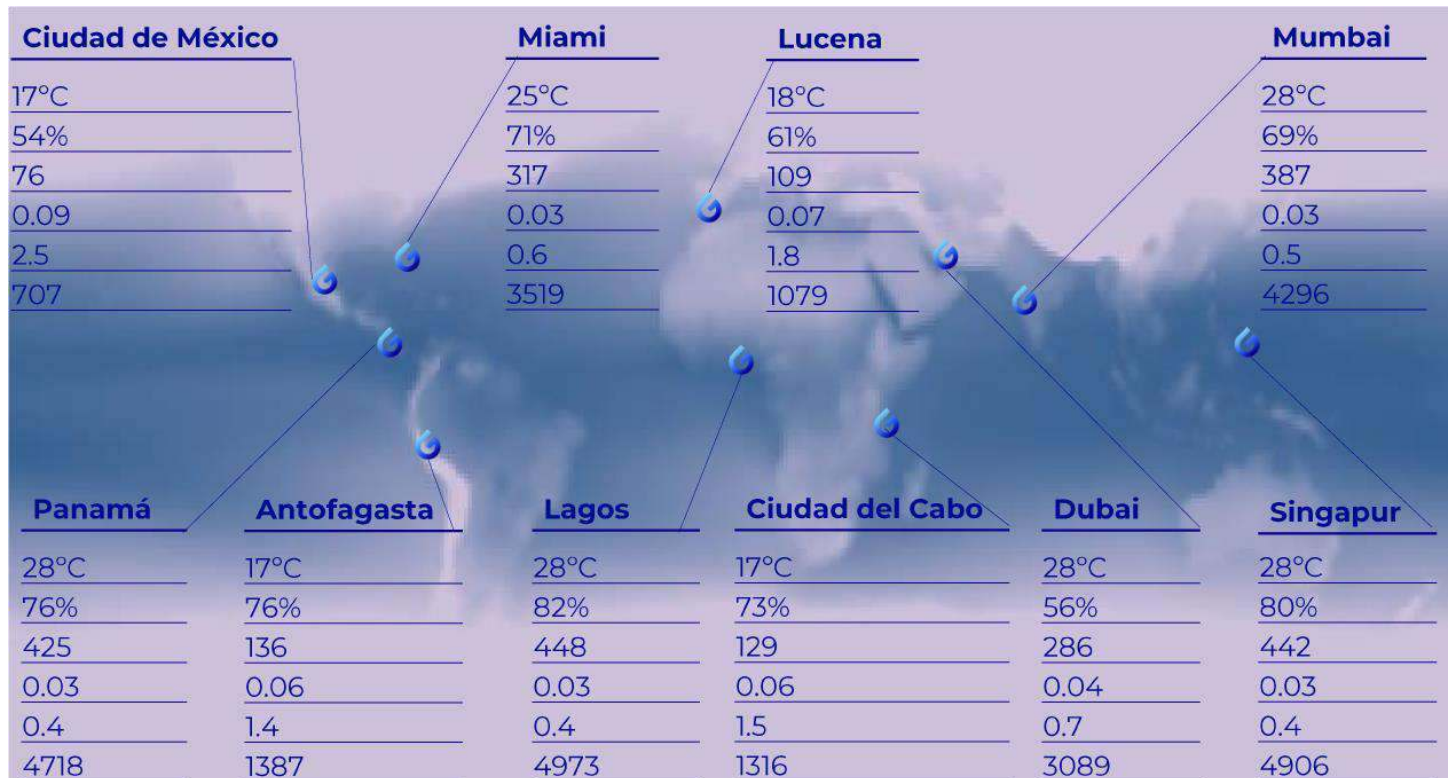 Ciudad de México
17°C
54%
76
0.09
2.5
707
Miami
25°C
71%
317
0.03
0.6
3519
Lucena
18°C
61%
109
0.07
1.8
1079
Mumbai
28°C
69%
387
0.03
0.5
4296
Panamá
28°C
76%
425
0.03
0.4
4718
Antofagasta
17°C
76%
136
0.06
1.4
1387
Lagos
28°C
82%
448
0.03
0.4
4973
Ciudad del Cabo
17°C
73%
129
0.06
1.5
1316
Dubai
28°C
56%
286
0.04
0.7
3089
Singapur
28°C
80%
442
0.03
0.4
4906